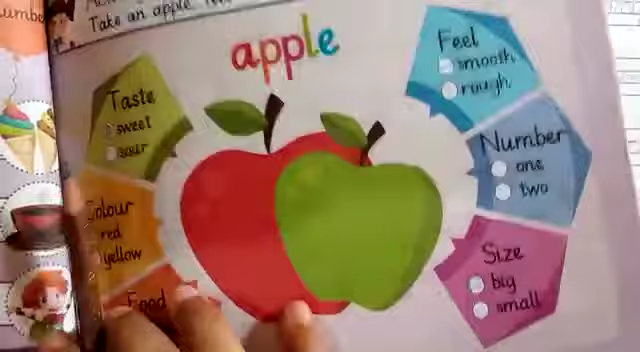 Take an apple
apple
Taste
sweet
sour
Colour
red
yellow
Food
Feel
smooth
rough
Number
one
two
Size
big
small